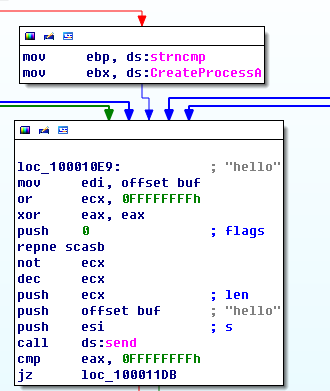 mov ebp, ds:strncmp
mov ebx, ds:CreateProcessA
loc_100010E9: ; "hello"
mov edi, offset buf
or ecx, 0FFFFFFFFh
xor eax, eax
push 0 ; flags
repne scasb
not ecx
dec ecx
push ecx ; len
push offset buf ; "hello"
push esi ; s
call ds:send
cmp eax, 0FFFFFFFFh
jz loc_100011DB